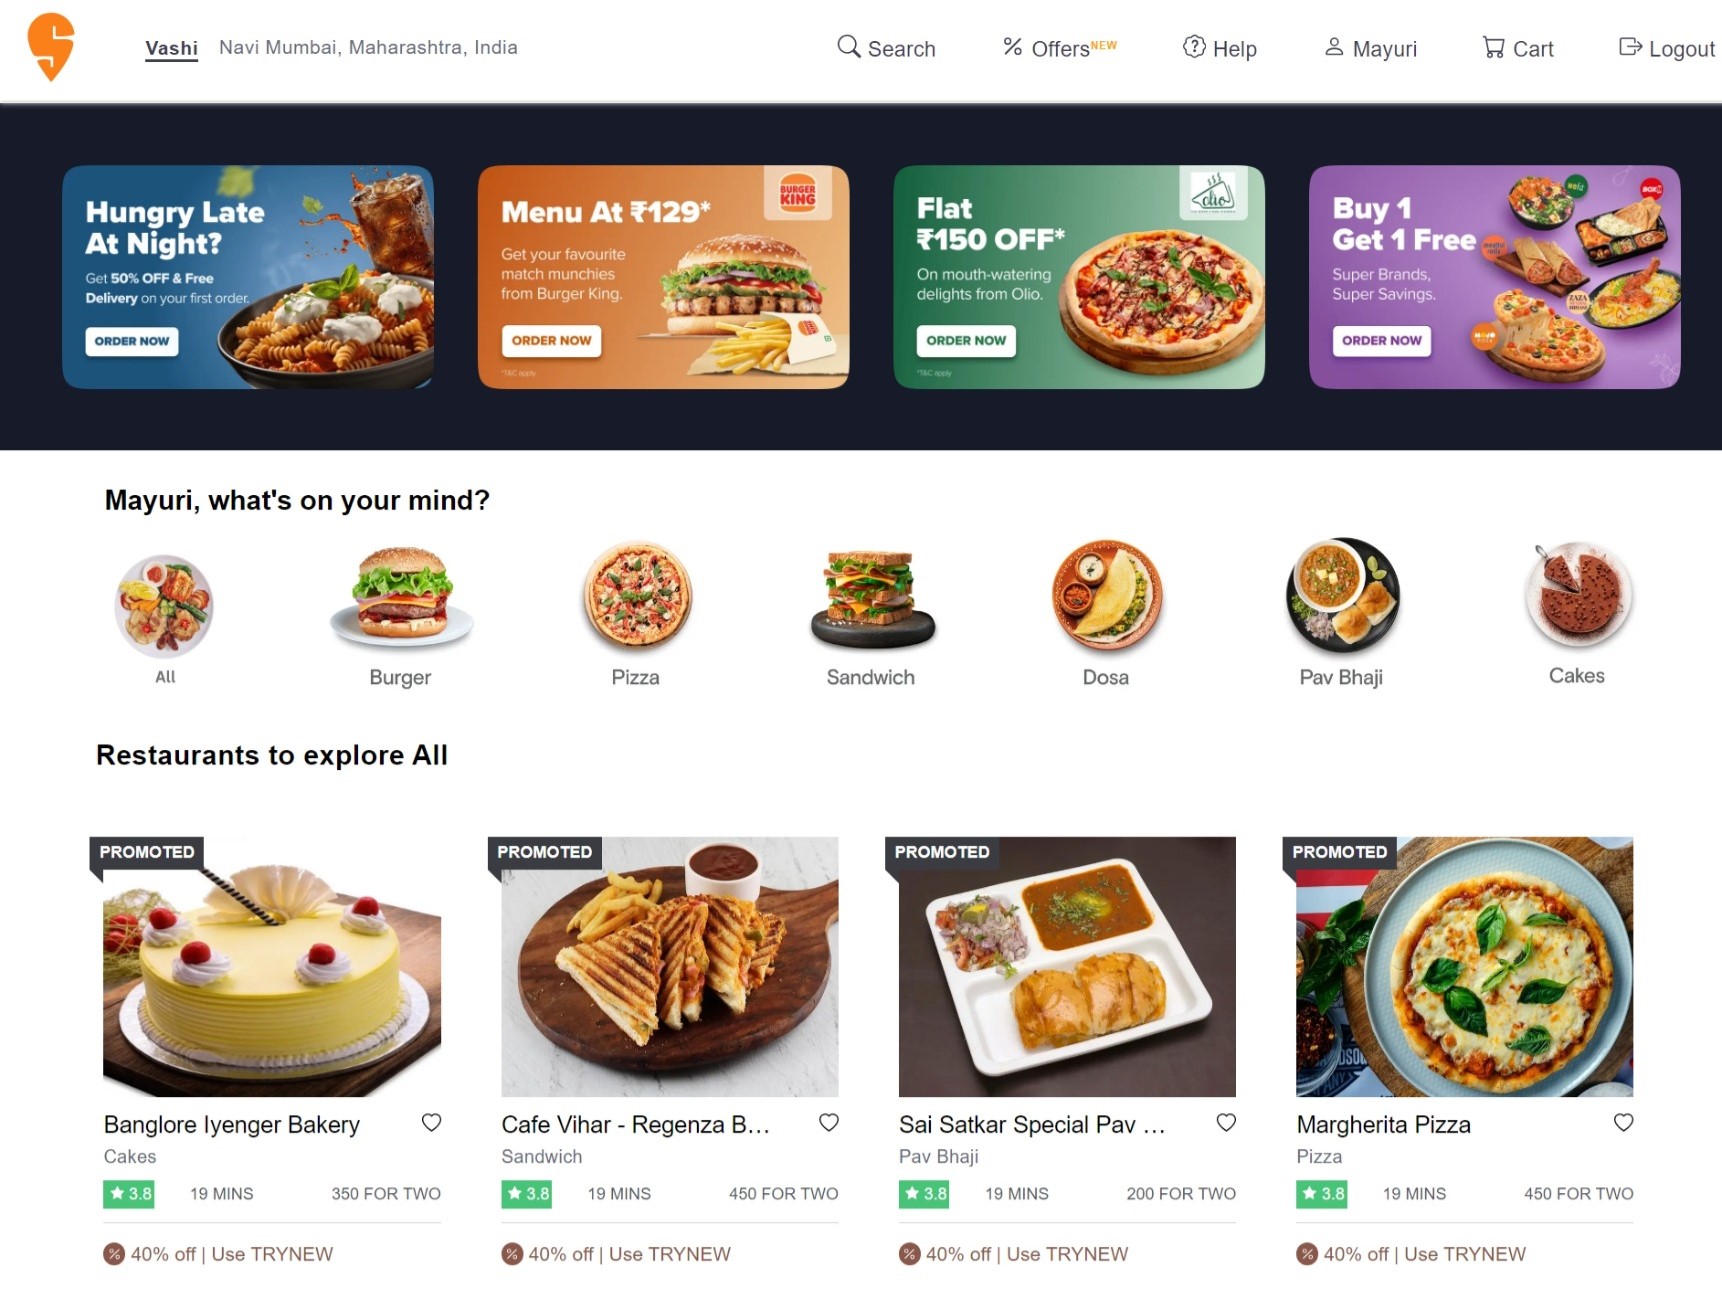 Vashi Navi Mumbai, Maharashtra, India
Search
Offers NEW
Help
Mayuri
Cart
Logout
Hungry Late
At Night?
Get 50% OFF & Free
Delivery on your first order.
ORDER NOW
BURGER
KING
Menu At ₹129*
Get your favourite
match munchies
from Burger King.
ORDER NOW
*T&C apply
olio
Flat
₹150 OFF*
On mouth-watering
delights from Olio.
ORDER NOW
*T&C apply
Buy 1
Get 1 Free
Super Brands,
Super Savings.
ORDER NOW
Mayuri, what's on your mind?
All
Burger
Pizza
Sandwich
Dosa
Pav Bhaji
Cakes
Restaurants to explore All
PROMOTED
Banglore Iyenger Bakery
Cakes
3.8 19 MINS 350 FOR TWO
40% off | Use TRYNEW
PROMOTED
Cafe Vihar - Regenza B...
Sandwich
3.8 19 MINS 450 FOR TWO
40% off | Use TRYNEW
PROMOTED
Sai Satkar Special Pav ...
Pav Bhaji
3.8 19 MINS 200 FOR TWO
40% off | Use TRYNEW
PROMOTED
Margherita Pizza
Pizza
3.8 19 MINS 450 FOR TWO
40% off | Use TRYNEW